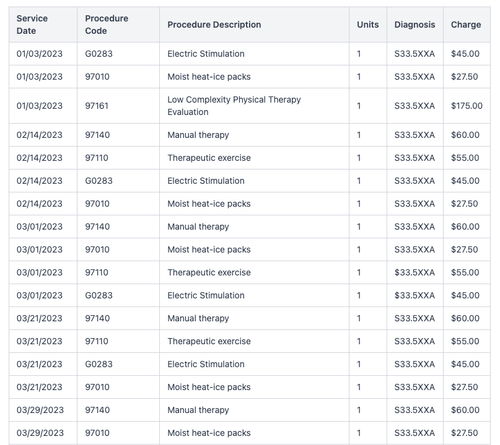 Service Date Procedure Code Procedure Description Units Diagnosis Charge
01/03/2023 G0283 Electric Stimulation 1 S33.5XXA $45.00
01/03/2023 97010 Moist heat-ice packs 1 S33.5XXA $27.50
01/03/2023 97161 Low Complexity Physical Therapy Evaluation 1 S33.5XXA $175.00
02/14/2023 97140 Manual therapy 1 S33.5XXA $60.00
02/14/2023 97110 Therapeutic exercise 1 S33.5XXA $55.00
02/14/2023 G0283 Electric Stimulation 1 S33.5XXA $45.00
02/14/2023 97010 Moist heat-ice packs 1 S33.5XXA $27.50
03/01/2023 97140 Manual therapy 1 S33.5XXA $60.00
03/01/2023 97010 Moist heat-ice packs 1 S33.5XXA $27.50
03/01/2023 97110 Therapeutic exercise 1 $33.5XXA $55.00
03/01/2023 G0283 Electric Stimulation 1 $33.5XXA $45.00
03/21/2023 97140 Manual therapy 1 S33.5XXA $60.00
03/21/2023 97110 Therapeutic exercise 1 S33.5XXA $55.00
03/21/2023 G0283 Electric Stimulation 1 S33.5XXA $45.00
03/21/2023 97010 Moist heat-ice packs 1 S33.5XXA $27.50
03/29/2023 97140 Manual therapy 1 S33.5XXA $60.00
03/29/2023 97010 Moist heat-ice packs 1 S33.5XXA $27.50